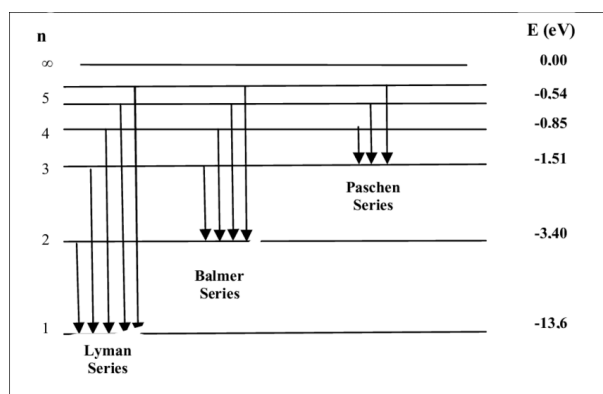 n E (eV)
∞ 0.00
5 -0.54
4 -0.85
3 -1.51
Paschen
Series
2 -3.40
Balmer
Series
1 -13.6
Lyman
Series